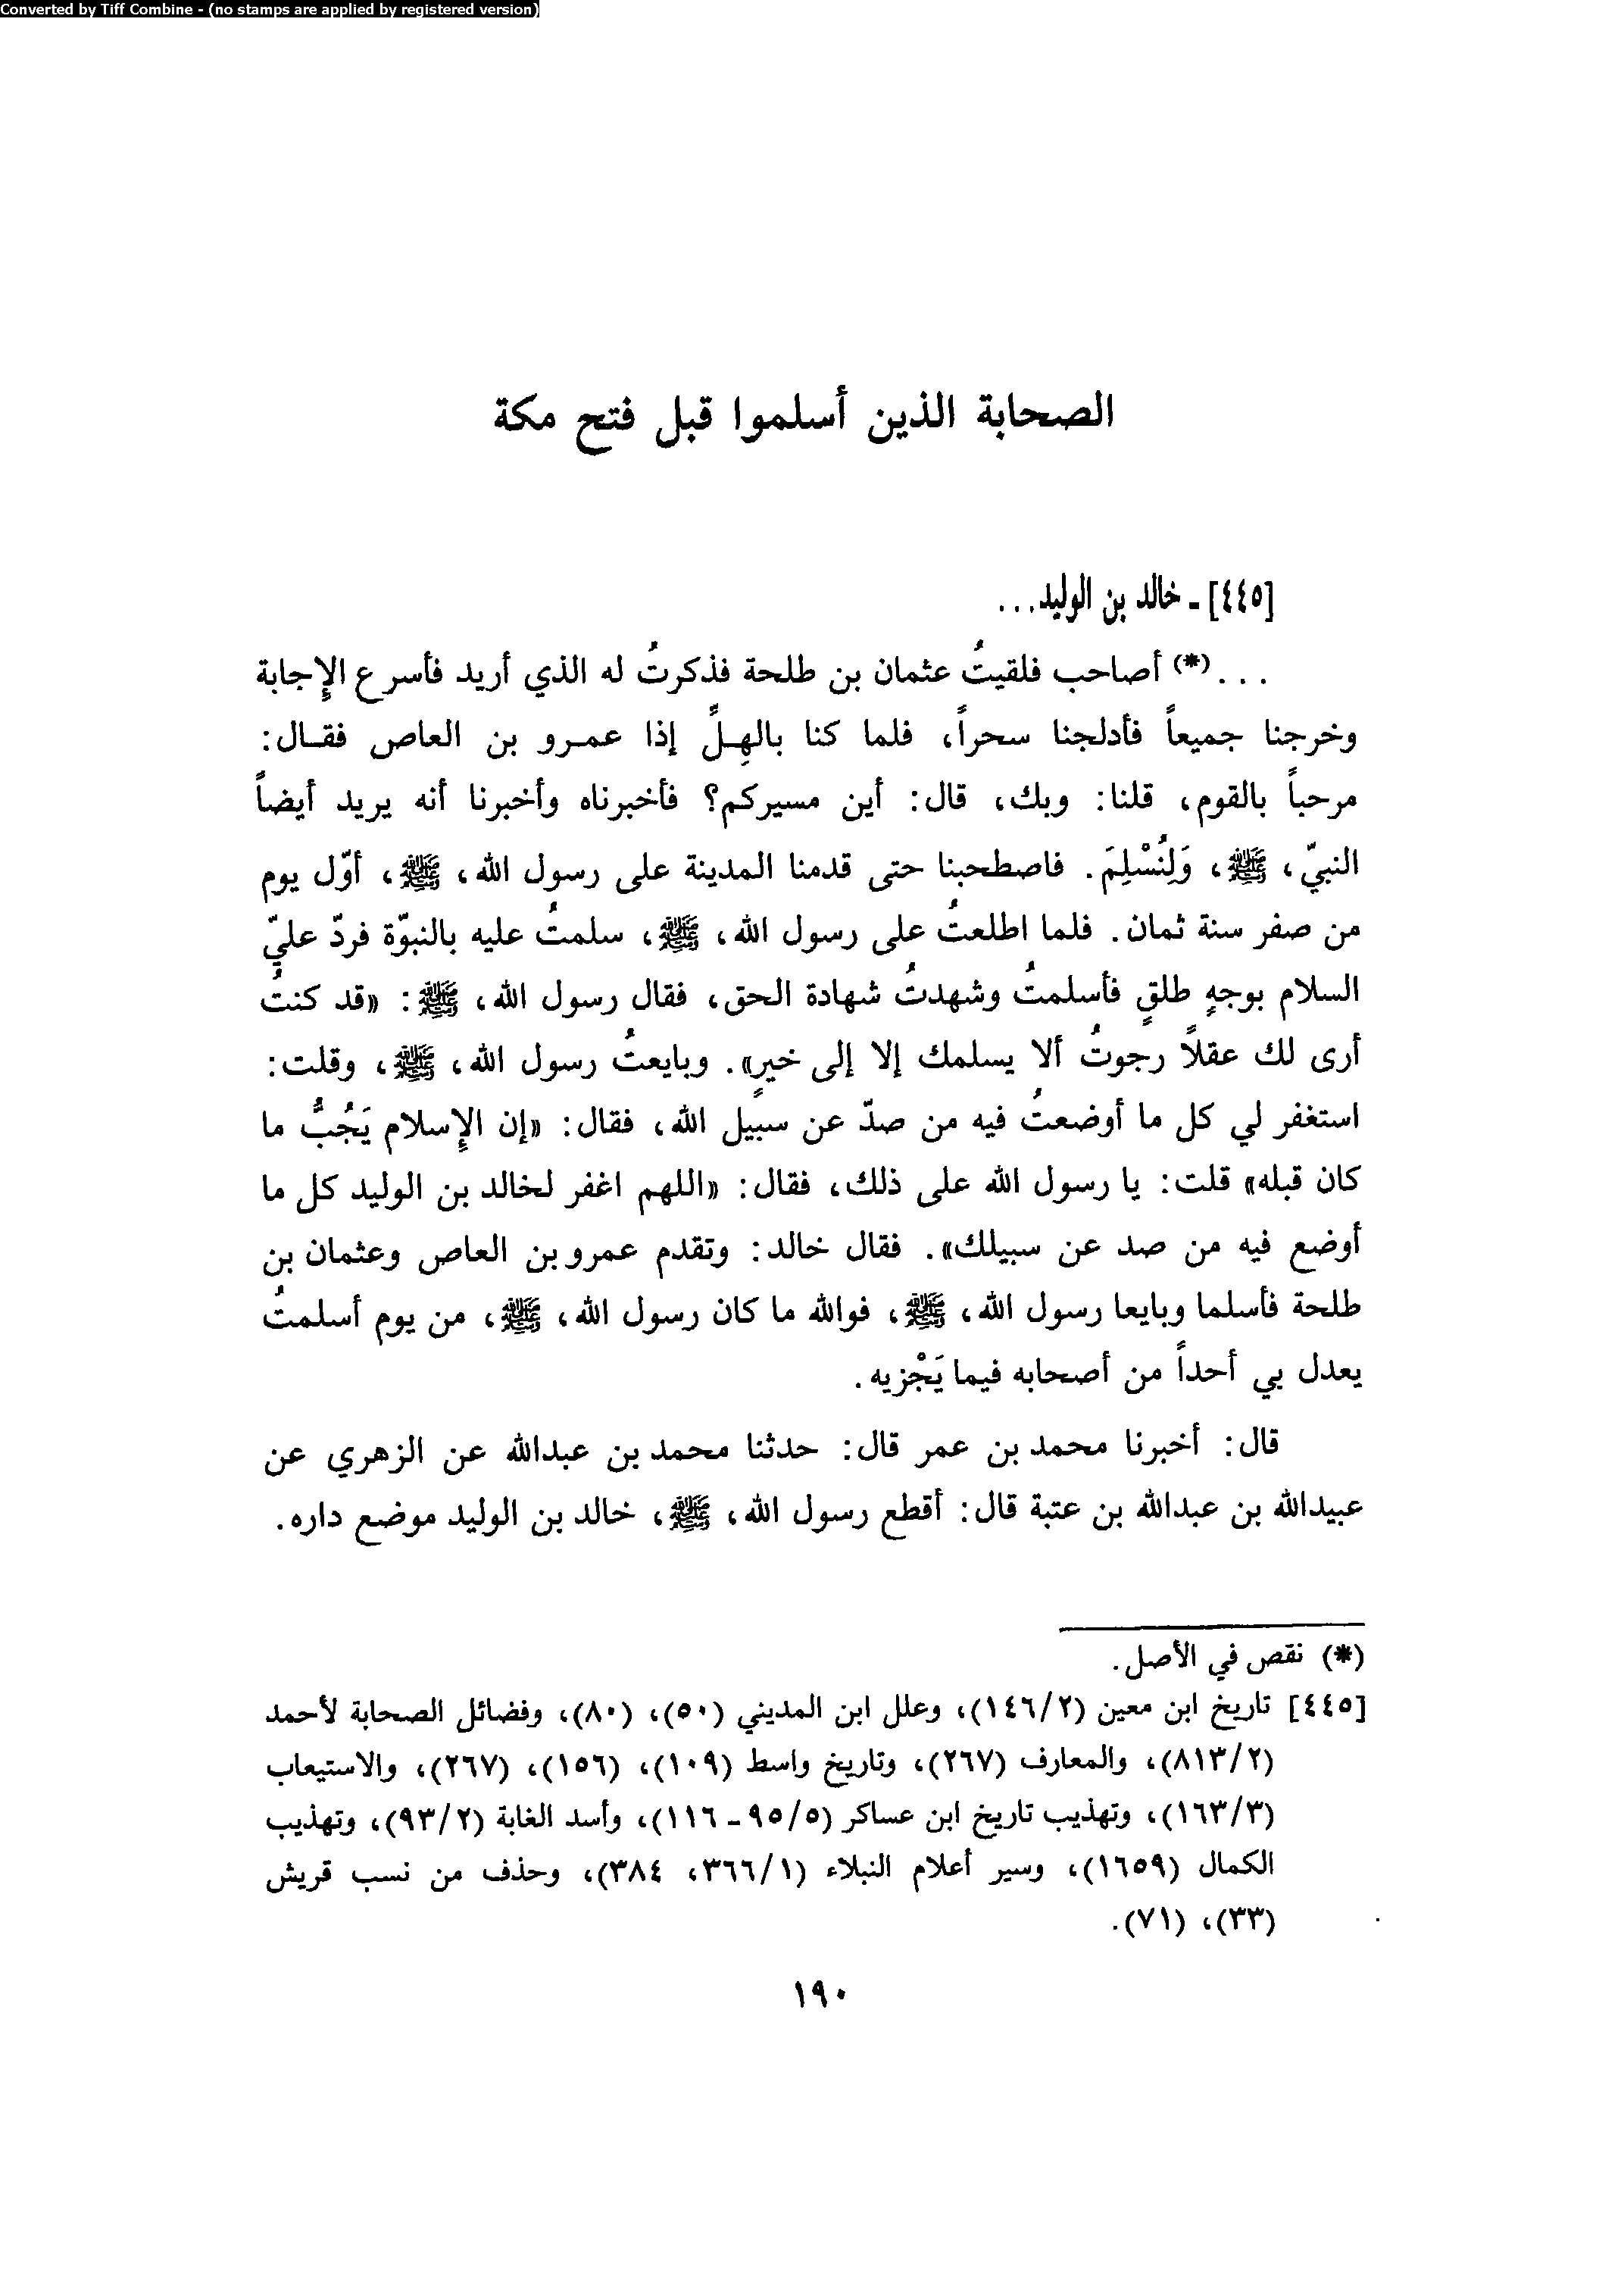 Converted by Tiff Combine - (no stamps are applied by registered version)
الصحابة الذين أسلموا قبل فتح مكة
[٤٤٥] - خالد بن الوليد...
...(*) أصاحب فلقيتُ عثمان بن طلحة فذكرتُ له الذي أريد فأسرع الإجابة
وخرجنا جميعاً فأدلجنا سحراً، فلما كنا بالهِلِّ إذا عمرو بن العاص فقال:
مرحباً بالقوم، قلنا: وبك، قال: أين مسيركم؟ فأخبرناه وأخبرنا أنه يريد أيضاً
النبيّ، ﷺ، وَلِنُسْلِمَ. فاصطحبنا حتى قدمنا المدينة على رسول الله، ﷺ، أوّل يوم
من صفر سنة ثمان. فلما اطلعتُ على رسول الله، ﷺ، سلمتُ عليه بالنبوّة فردّ عليّ
السلام بوجهٍ طلقٍ فأسلمتُ وشهدتُ شهادة الحق، فقال رسول الله، ﷺ: «قد كنتُ
أرى لك عقلاً رجوتُ ألا يسلمك إلا إلى خيرٍ». وبايعتُ رسول الله، ﷺ، وقلت:
استغفر لي كل ما أوضعتُ فيه من صدّ عن سبيل الله، فقال: «إن الإسلام يَجُبُّ ما
كان قبله» قلت: يا رسول الله على ذلك، فقال: «اللهم اغفر لخالد بن الوليد كل ما
أوضع فيه من صد عن سبيلك». فقال خالد: وتقدم عمرو بن العاص وعثمان بن
طلحة فأسلما وبايعا رسول الله، ﷺ، فوالله ما كان رسول الله، ﷺ، من يوم أسلمتُ
يعدل بي أحداً من أصحابه فيما يَجْزيه.
قال: أخبرنا محمد بن عمر قال: حدثنا محمد بن عبدالله عن الزهري عن
عبيدالله بن عبدالله بن عتبة قال: أقطع رسول الله، ﷺ، خالد بن الوليد موضع داره.
(*) نقص في الأصل.
[٤٤٥] تاريخ ابن معين (١٤٦/٢)، وعلل ابن المديني (٥٠)، (٨٠)، وفضائل الصحابة لأحمد
(٨١٣/٢)، والمعارف (٢٦٧)، وتاريخ واسط (١٠٩)، (١٥٦)، (٢٦٧)، والاستيعاب
(١٦٣/٣)، وتهذيب تاريخ ابن عساكر (٩٥/٥ - ١١٦)، وأسد الغابة (٩٣/٢)، وتهذيب
الكمال (١٦٥٩)، وسير أعلام النبلاء (٣٦٦/١، ٣٨٤)، وحذف من نسب قريش
(٣٣)، (٧١).
١٩٠